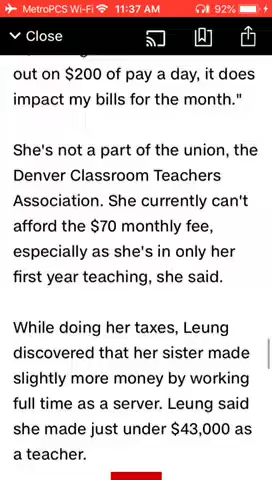 MetroPCS Wi-Fi 11:37 AM 92%
Close
out on $200 of pay a day, it does
impact my bills for the month."
She's not a part of the union, the
Denver Classroom Teachers
Association. She currently can't
afford the $70 monthly fee,
especially as she's in only her
first year teaching, she said.
While doing her taxes, Leung
discovered that her sister made
slightly more money by working
full time as a server. Leung said
she made just under $43,000 as
a teacher.